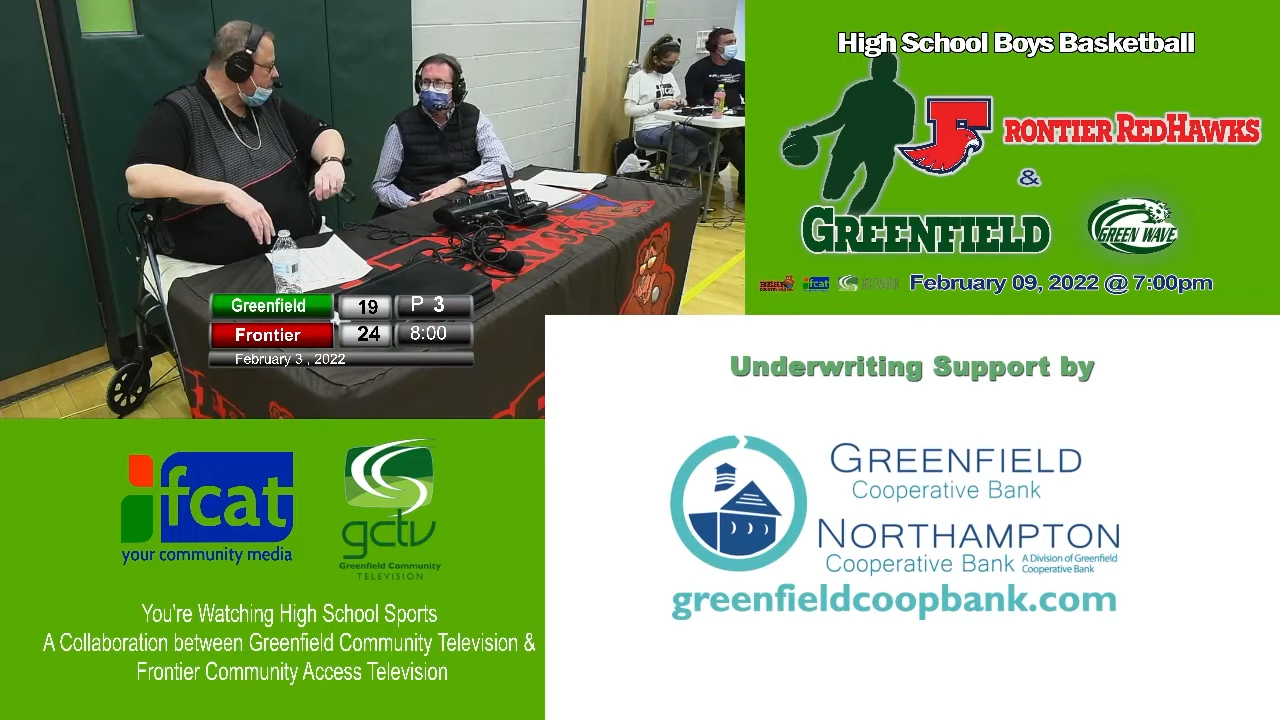 High School Boys Basketball
FRONTIER REDHAWKS
&
GREENFIELD
GREEN WAVE
fcat
February 09, 2022 @ 7:00pm
Greenfield 19 P 3
Frontier 24 8:00
February 3 , 2022
Underwriting Support by
GREENFIELD
Cooperative Bank
NORTHAMPTON
Cooperative Bank
A Division of Greenfield
Cooperative Bank
greenfieldcoopbank.com
fcat
your community media
gctv
Greenfield Community
TELEVISION
You're Watching High School Sports
A Collaboration between Greenfield Community Television &
Frontier Community Access Television